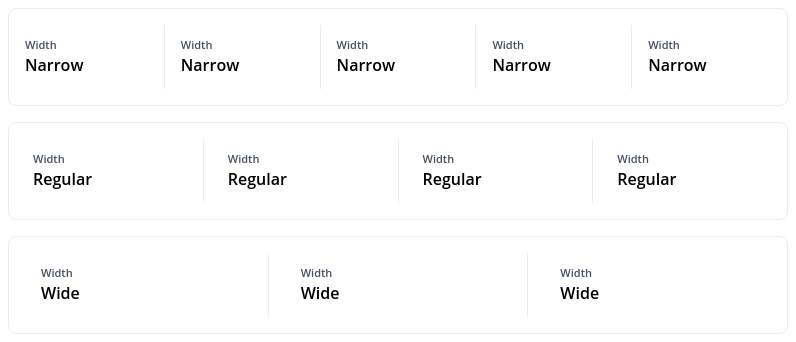 Width Width Width Width Width
Narrow Narrow Narrow Narrow Narrow
Width Width Width Width
Regular Regular Regular Regular
Width Width Width
Wide Wide Wide